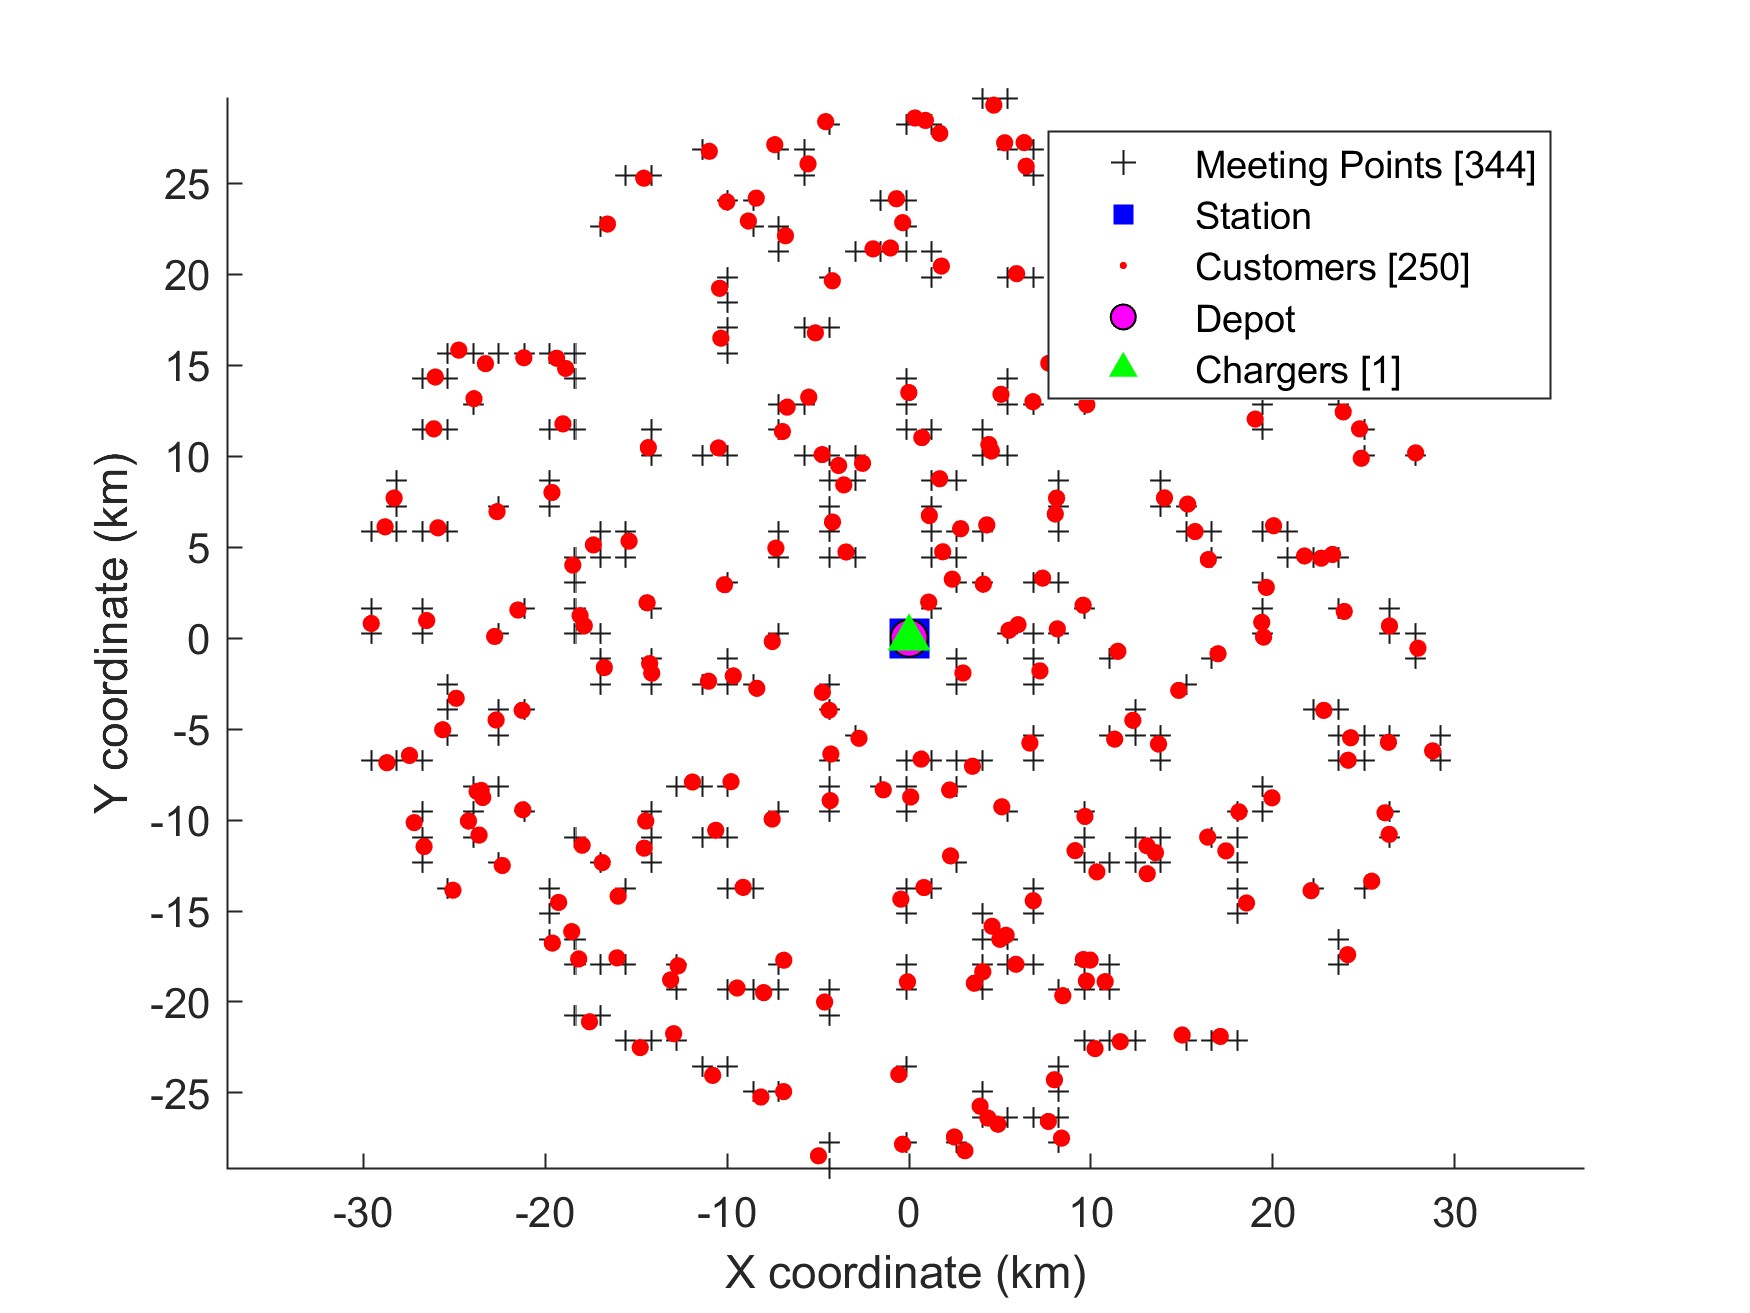 Meeting Points [344]
Station
Customers [250]
Depot
Chargers [1]
25
20
15
10
5
0
-5
-10
-15
-20
-25
Y coordinate (km)
-30 -20 -10 0 10 20 30
X coordinate (km)